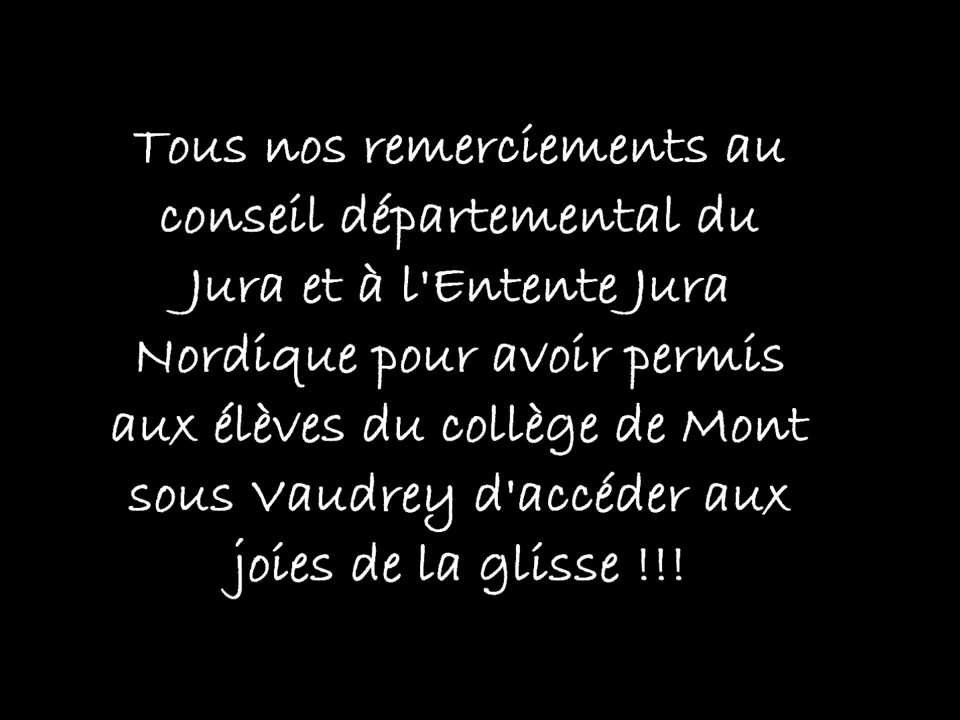 Tous nos remerciements au
conseil départemental du
Jura et à l'Entente Jura
Nordique pour avoir permis
aux élèves du collège de Mont
sous Vaudrey d'accéder aux
joies de la glisse !!!